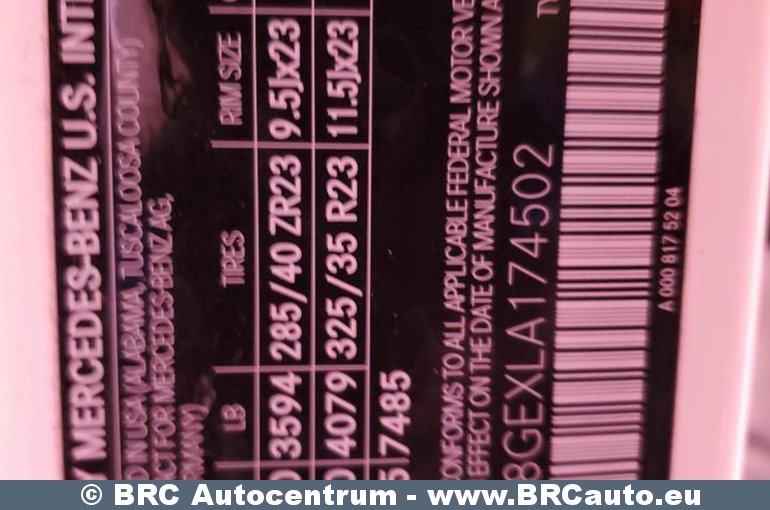 MERCEDES-BENZ U.S. INT
IN USA (ALABAMA, TUSCALOOSA COUNTY)
FOR MERCEDES-BENZ AG,
LB TIRES RIM SIZE
3594 285/40 ZR23 9.5Jx23
4079 325/35 R23 11.5Jx23
7485
CONFORMS TO ALL APPLICABLE FEDERAL MOTOR VE
EFFECT ON THE DATE OF MANUFACTURE SHOWN A
8GEXLA174502
A 000 817 52 04
© BRC Autocentrum - www.BRCauto.eu